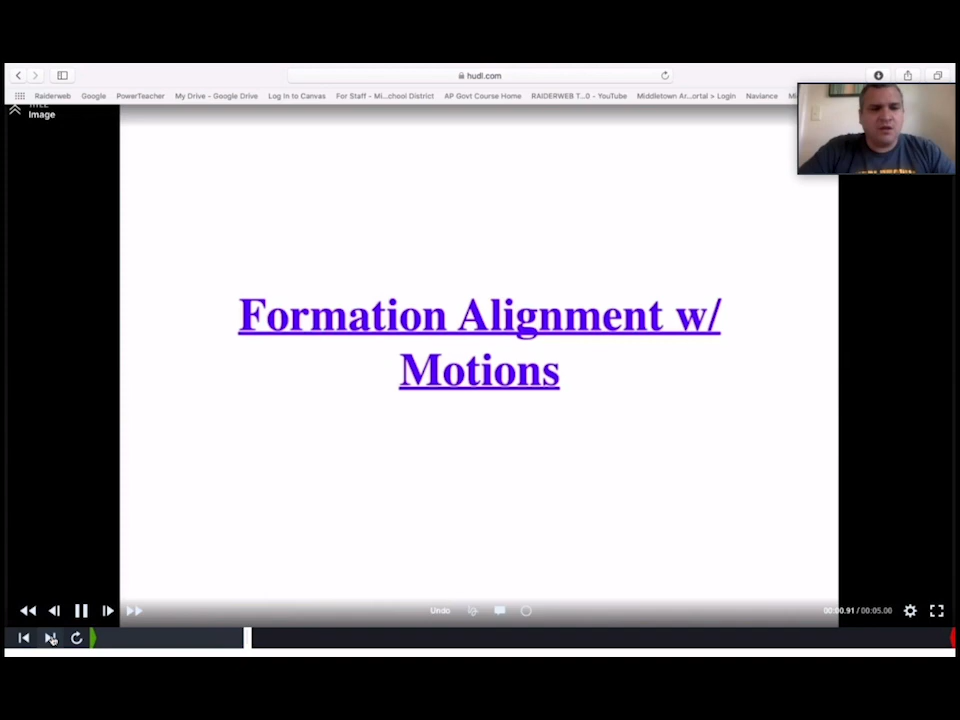 hudl.com
Raiderweb Google PowerTeacher My Drive - Google Drive Log In to Canvas For Staff - Mi...chool District AP Govt Course Home RAIDERWEB T...0 - YouTube Middletown Ar...ortal > Login Naviance
Image
Formation Alignment w/
Motions
Undo
00:00.91 / 00:05.00